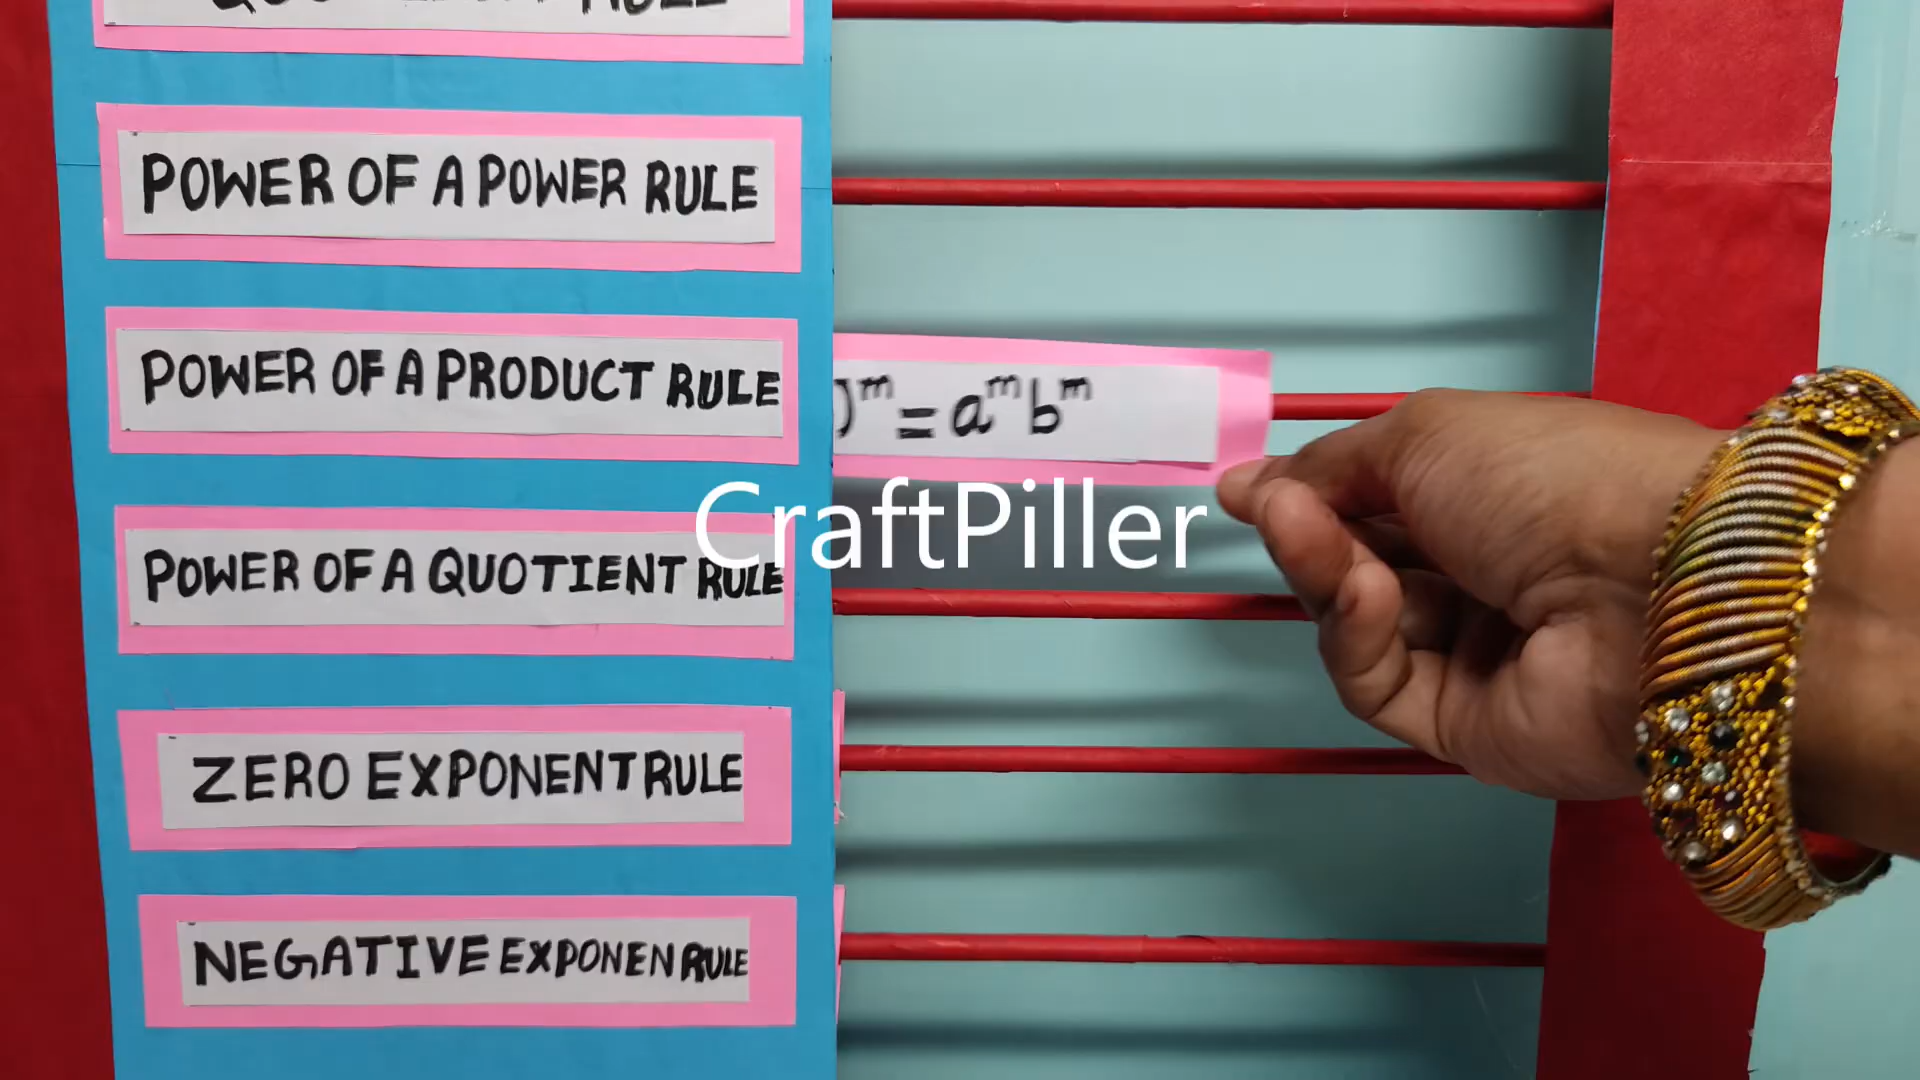 POWER OF A POWER RULE
POWER OF A PRODUCT RULE
)ᵐ = aᵐbᵐ
CraftPiller
POWER OF A QUOTIENT RULE
ZERO EXPONENT RULE
NEGATIVE EXPONEN RULE